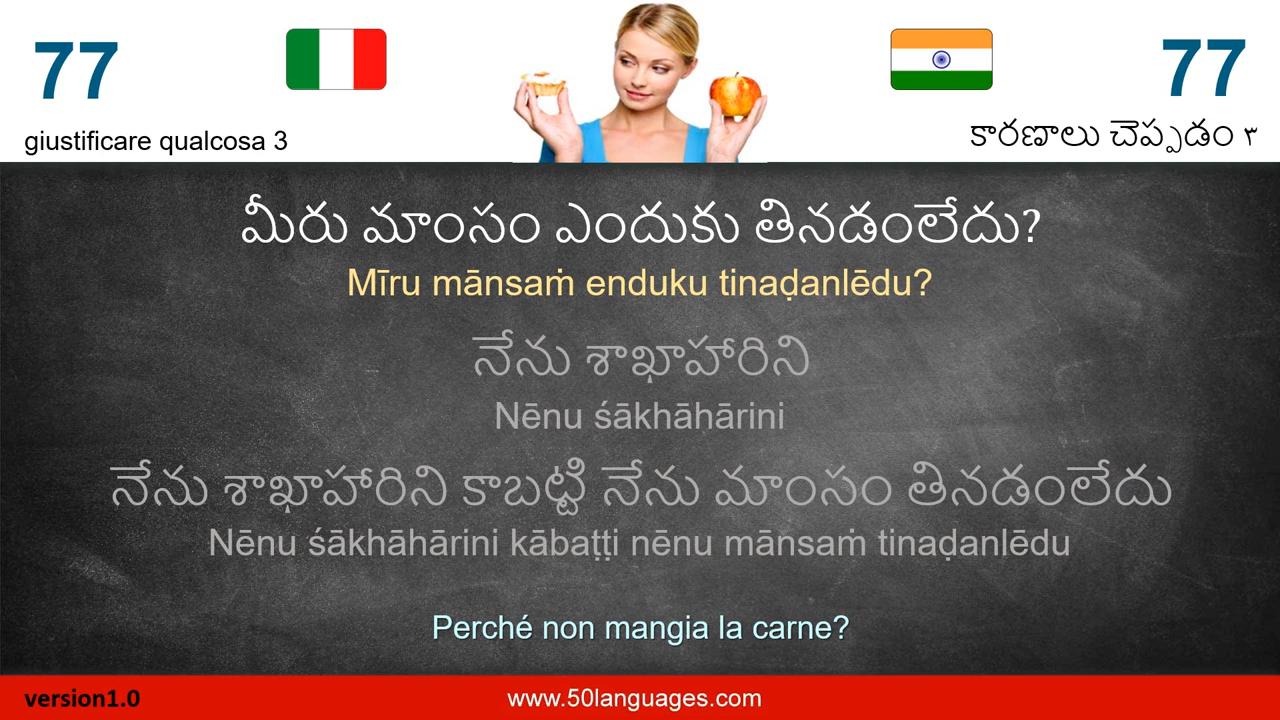 77
77
giustificare qualcosa 3
కారణాలు చెప్పడం ౩
మీరు మాంసం ఎందుకు తినడంలేదు?
Mīru mānsaṁ enduku tinaḍanlēdu?
నేను శాఖాహారిని
Nēnu śākhāhārini
నేను శాఖాహారిని కాబట్టి నేను మాంసం తినడంలేదు
Nēnu śākhāhārini kābaṭṭi nēnu mānsaṁ tinaḍanlēdu
Perché non mangia la carne?
version1.0
www.50languages.com